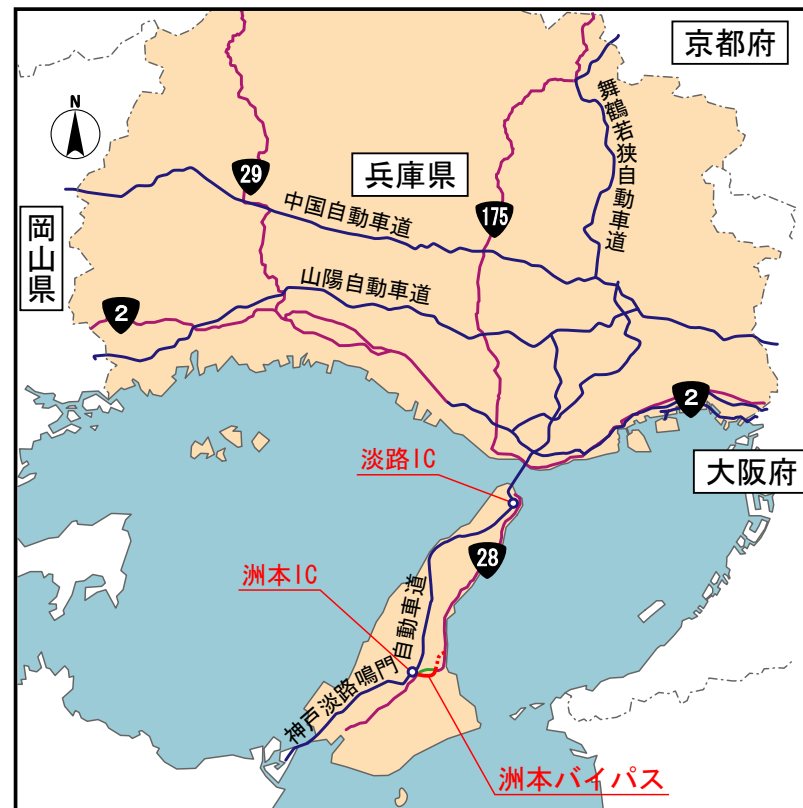 京都府
N
舞鶴若狭自動車道
29
兵庫県
中国自動車道
175
岡山県
山陽自動車道
2
2
淡路IC
大阪府
28
洲本IC
神戸淡路鳴門自動車道
洲本バイパス